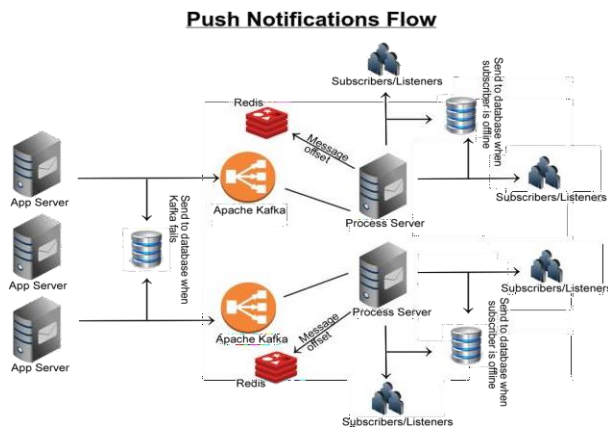 Push Notifications Flow
Subscribers/Listeners
Send to database when
subscriber is offline
Redis
Message
offset
App Server
Apache Kafka
Process Server
Subscribers/Listeners
Send to database when
Kafka fails
App Server
Subscribers/Listeners
Process Server
Apache Kafka
Message
offset
Send to database when
subscriber is offline
App Server
Redis
Subscribers/Listeners